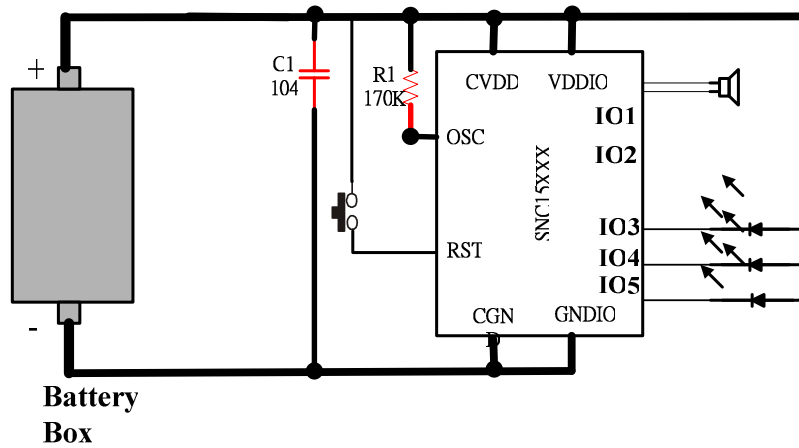 +
C1
104
R1
170K
CVDD
VDDIO
IO1
OSC
IO2
SNC15XXX
IO3
RST
IO4
IO5
CGN
D
GNDIO
-
Battery
Box